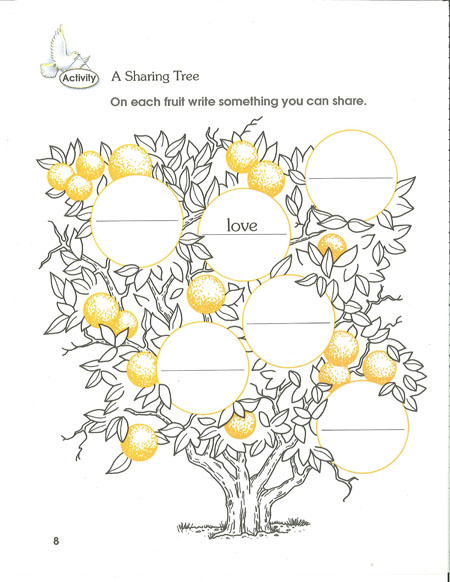 Activity
A Sharing Tree
On each fruit write something you can share.
love
8